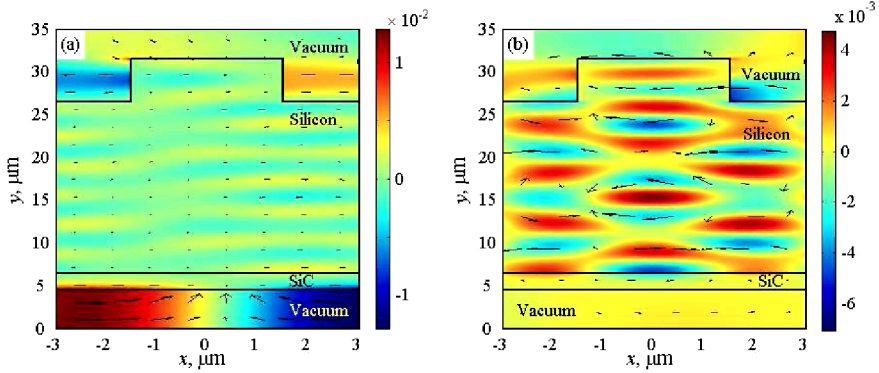 × 10⁻²
× 10⁻³
35
(a)
Vacuum
30
25
Silicon
20
15
10
5
SiC
Vacuum
0
y, μm
-3 -2 -1 0 1 2 3
x, μm
1
0
-1
35
(b)
Vacuum
30
25
Silicon
20
15
10
5
SiC
Vacuum
0
y, μm
-3 -2 -1 0 1 2 3
x, μm
4
2
0
-2
-4
-6